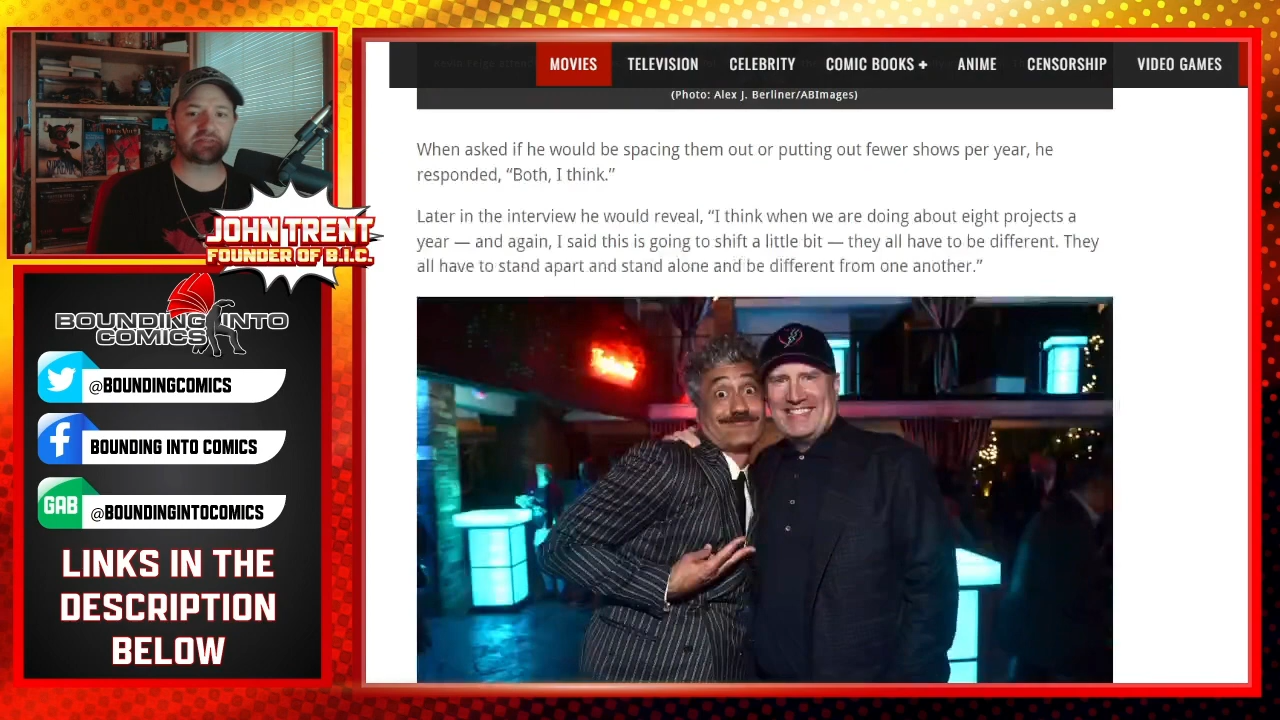 MOVIES
TELEVISION
CELEBRITY
COMIC BOOKS +
ANIME
CENSORSHIP
VIDEO GAMES
(Photo: Alex J. Berliner/ABImages)
When asked if he would be spacing them out or putting out fewer shows per year, he
responded, “Both, I think.”
Later in the interview he would reveal, “I think when we are doing about eight projects a
year — and again, I said this is going to shift a little bit — they all have to be different. They
all have to stand apart and stand alone and be different from one another.”
JOHN TRENT
FOUNDER OF B.I.C.
BOUNDING INTO
COMICS
@BOUNDINGCOMICS
BOUNDING INTO COMICS
GAB
@BOUNDINGINTOCOMICS
LINKS IN THE
DESCRIPTION
BELOW